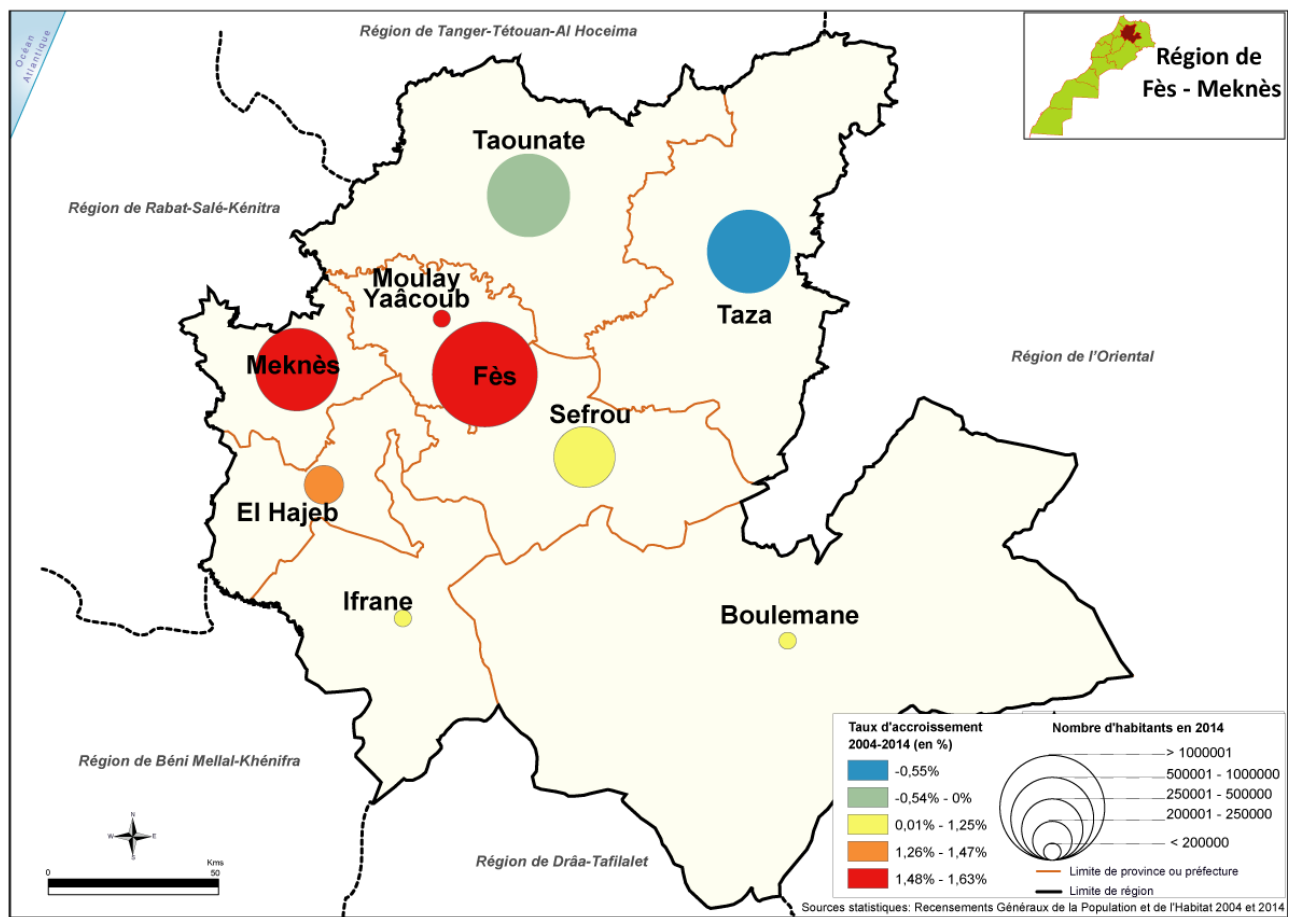 Océan
Atlantique
Région de Tanger-Tétouan-Al Hoceima
Région de
Fès - Meknès
Taounate
Région de Rabat-Salé-Kénitra
Moulay
Yaâcoub
Taza
Meknès
Fès
Région de l'Oriental
Sefrou
El Hajeb
Ifrane
Boulemane
Taux d'accroissement
2004-2014 (en %)
-0,55%
-0,54% - 0%
0,01% - 1,25%
1,26% - 1,47%
1,48% - 1,63%
Nombre d'habitants en 2014
> 1000001
500001 - 1000000
250001 - 500000
200001 - 250000
< 200000
Limite de province ou préfecture
Limite de région
Région de Béni Mellal-Khénifra
N
W E
S
Kms
0 50
Région de Drâa-Tafilalet
Sources statistiques: Recensements Généraux de la Population et de l'Habitat 2004 et 2014